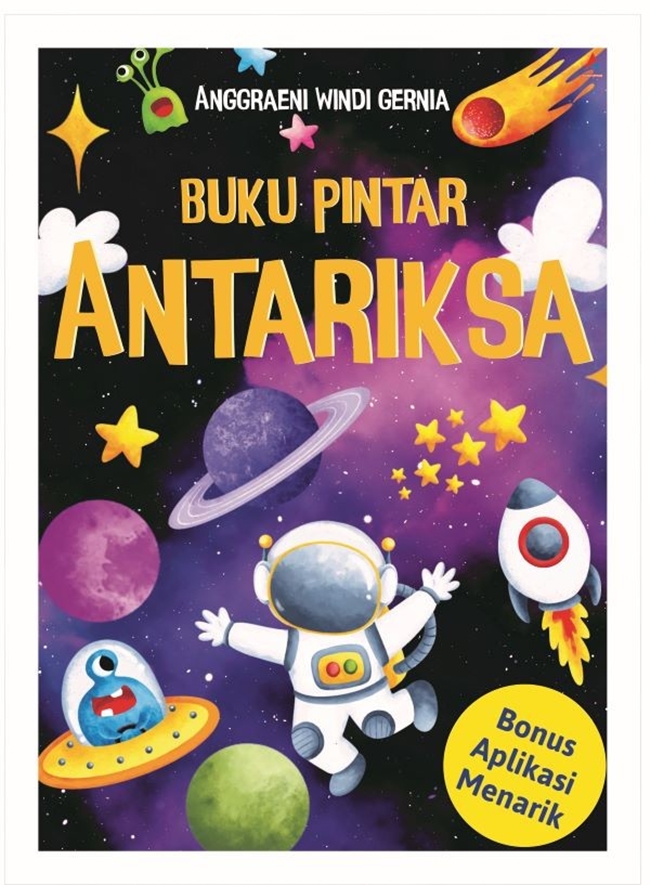 ANGGRAENI WINDI GERNIA
BUKU PINTAR
ANTARIKSA
Bonus
Aplikasi
Menarik